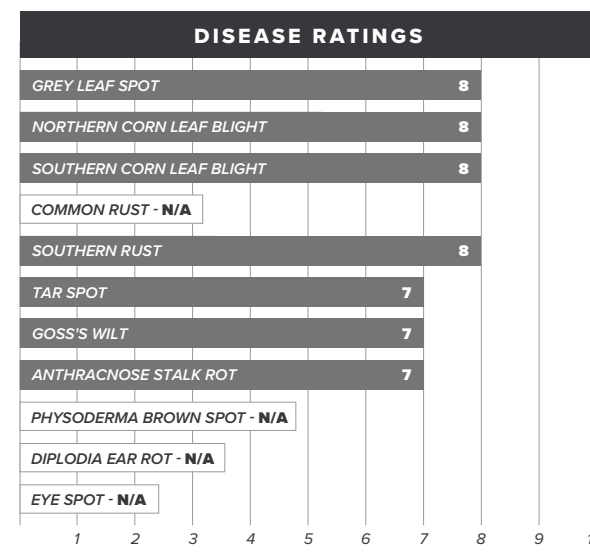 DISEASE RATINGS
GREY LEAF SPOT 8
NORTHERN CORN LEAF BLIGHT 8
SOUTHERN CORN LEAF BLIGHT 8
COMMON RUST - N/A
SOUTHERN RUST 8
TAR SPOT 7
GOSS'S WILT 7
ANTHRACNOSE STALK ROT 7
PHYSODERMA BROWN SPOT - N/A
DIPLODIA EAR ROT - N/A
EYE SPOT - N/A
1 2 3 4 5 6 7 8 9